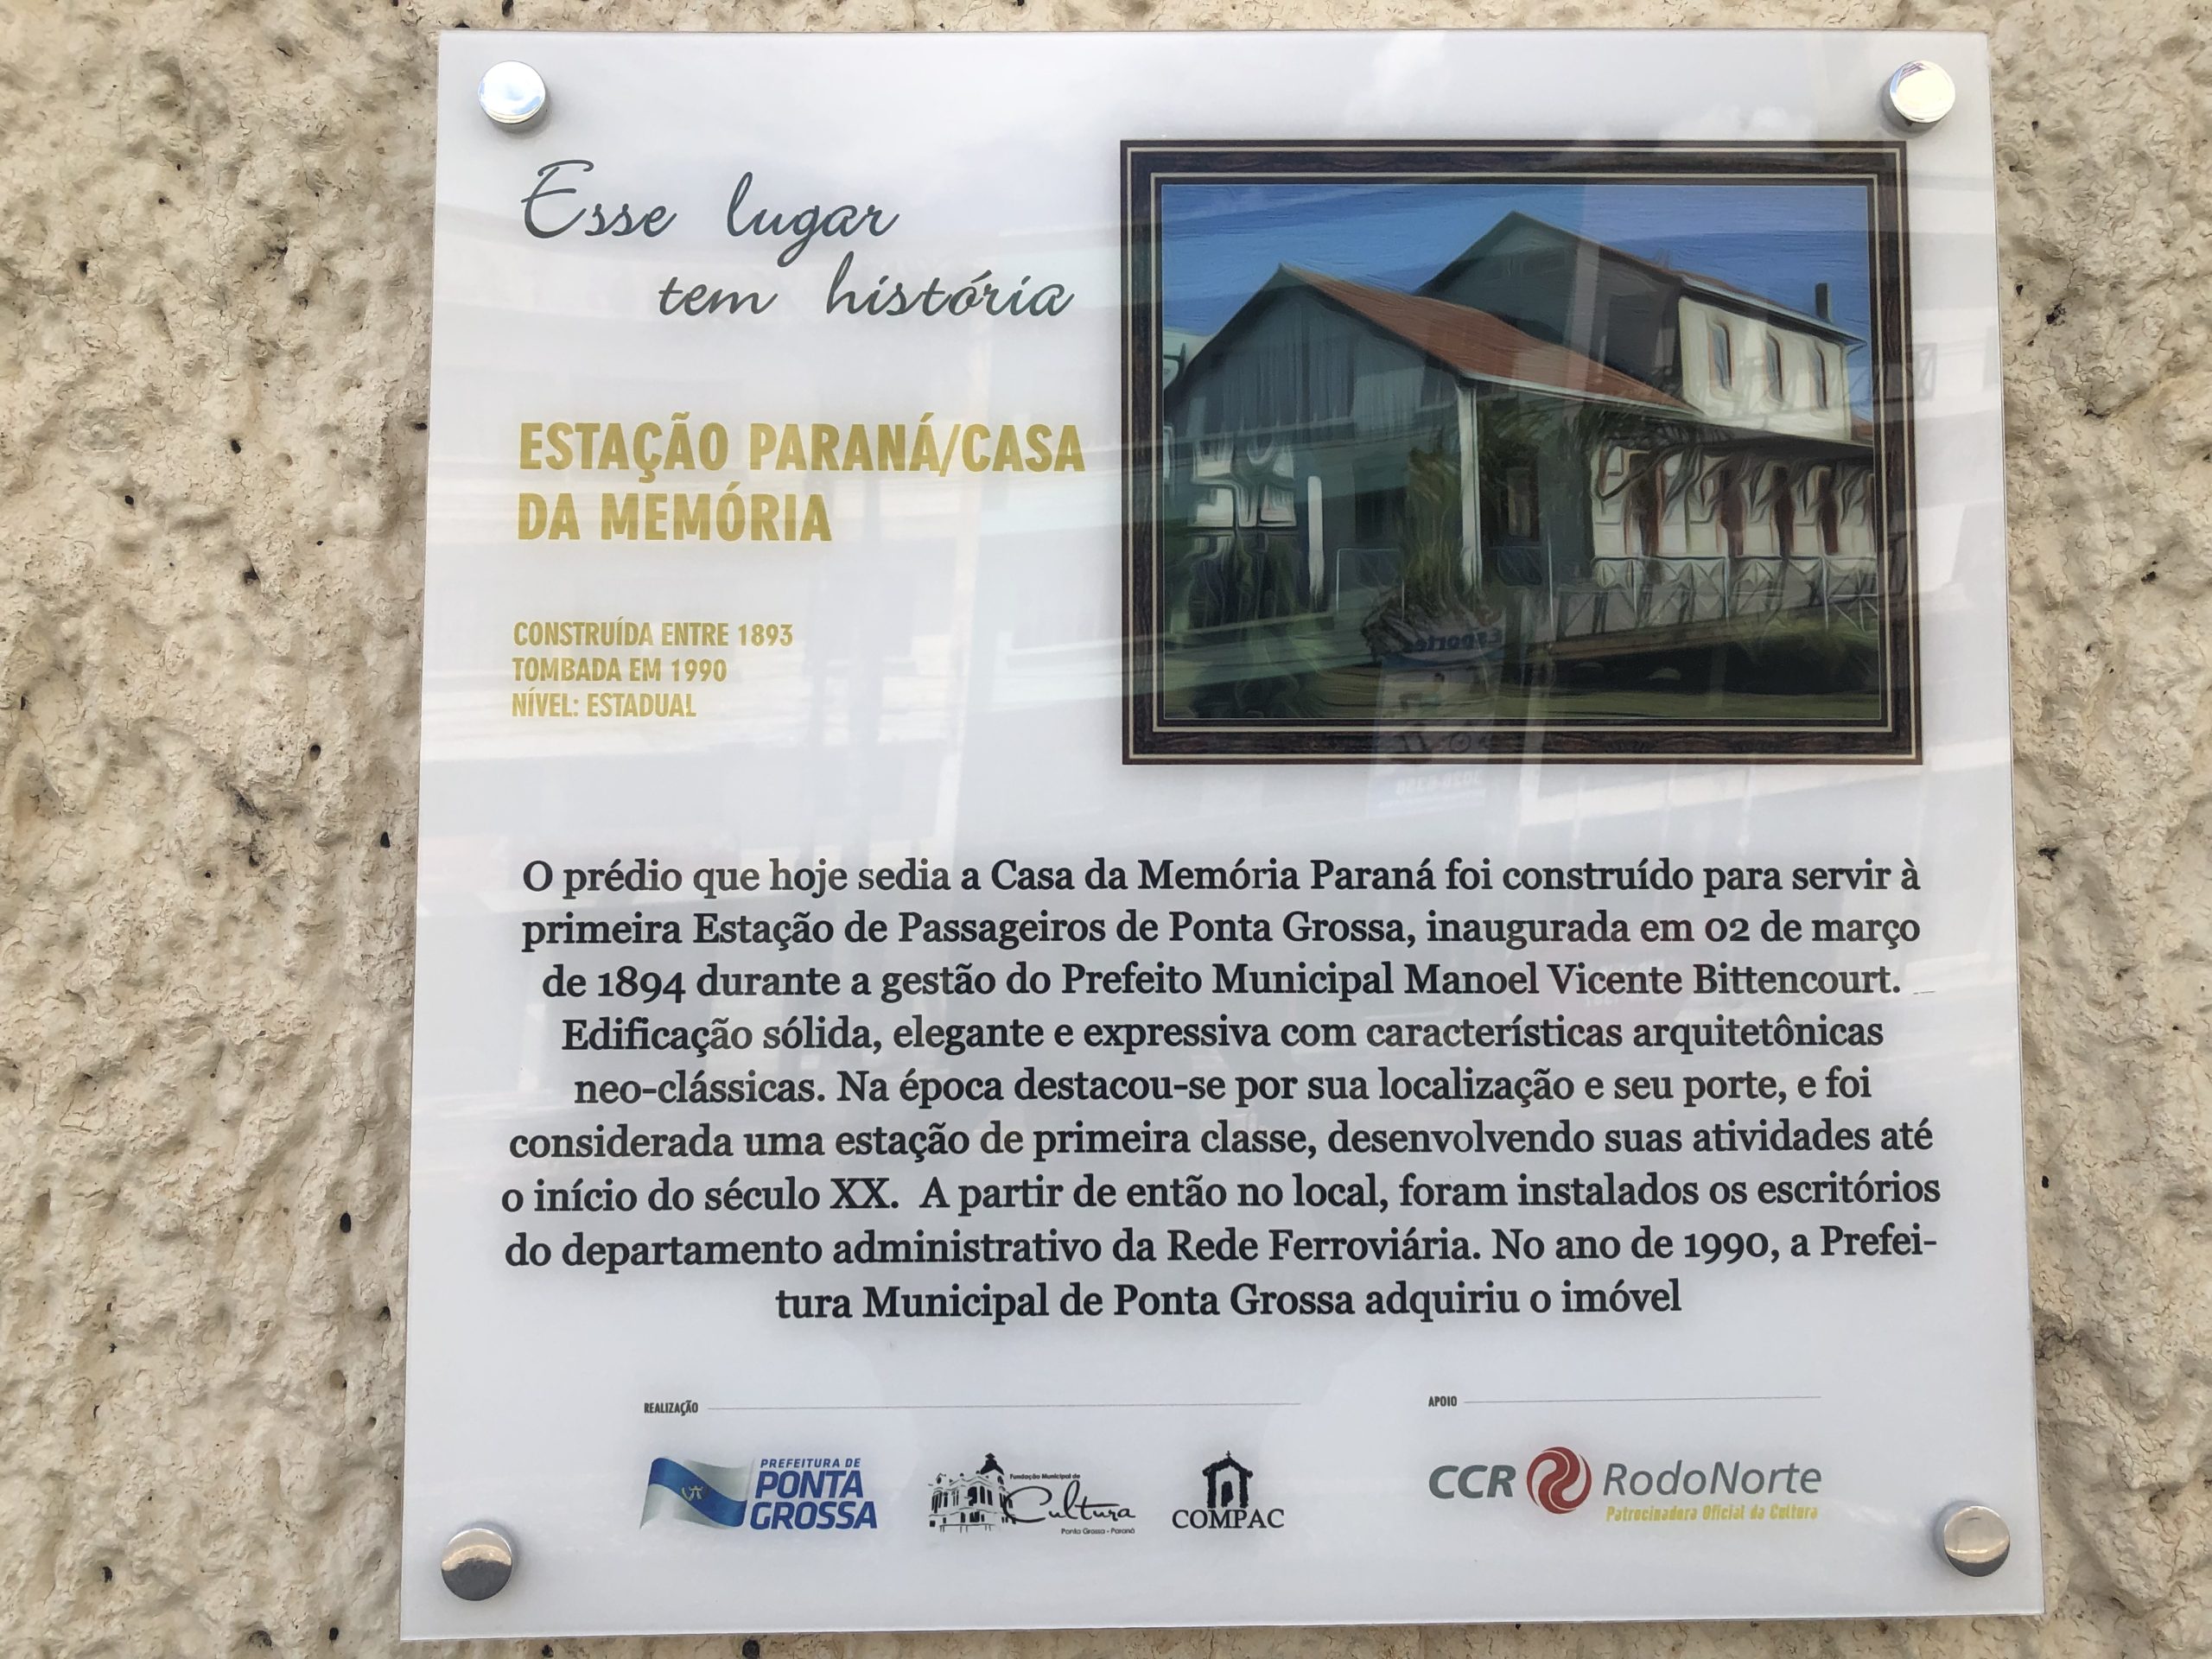 Esse lugar
tem história
ESTAÇÃO PARANÁ/CASA
DA MEMÓRIA
CONSTRUÍDA ENTRE 1893
TOMBADA EM 1990
NÍVEL: ESTADUAL
O prédio que hoje sedia a Casa da Memória Paraná foi construído para servir à
primeira Estação de Passageiros de Ponta Grossa, inaugurada em 02 de março
de 1894 durante a gestão do Prefeito Municipal Manoel Vicente Bittencourt.
Edificação sólida, elegante e expressiva com características arquitetônicas
neo-clássicas. Na época destacou-se por sua localização e seu porte, e foi
considerada uma estação de primeira classe, desenvolvendo suas atividades até
o início do século XX. A partir de então no local, foram instalados os escritórios
do departamento administrativo da Rede Ferroviária. No ano de 1990, a Prefei-
tura Municipal de Ponta Grossa adquiriu o imóvel
REALIZAÇÃO
APOIO
PREFEITURA DE
PONTA
GROSSA
Fundação Municipal de
Cultura
Ponta Grossa - Paraná
COMPAC
CCR RodoNorte
Patrocinadora Oficial da Cultura